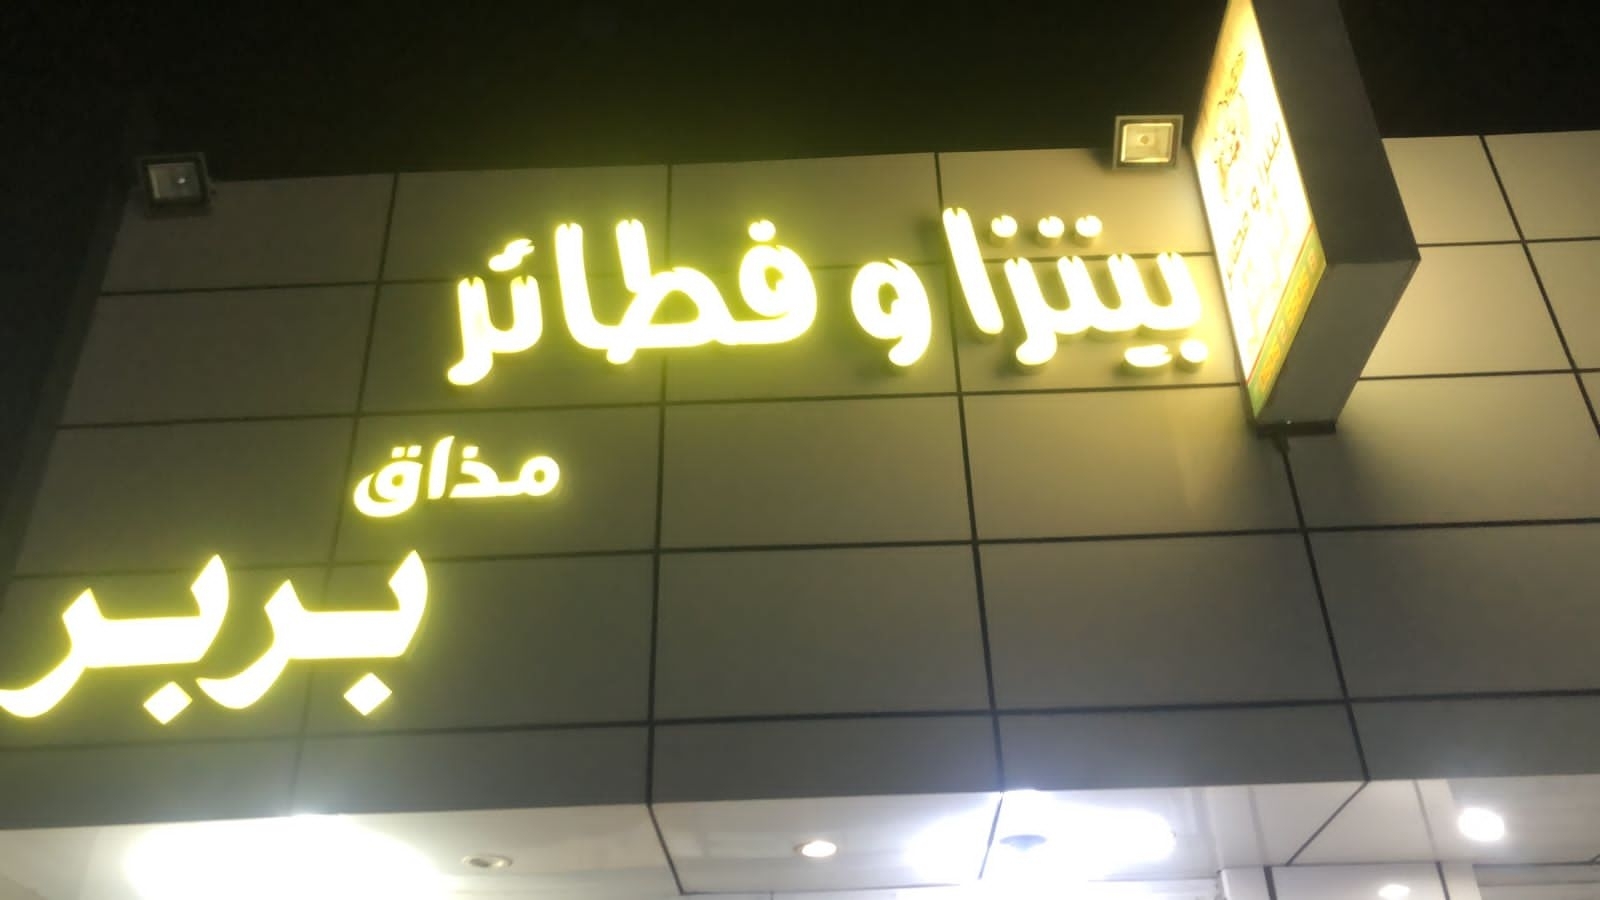 بيتزا و فطائر
مذاق
بربر